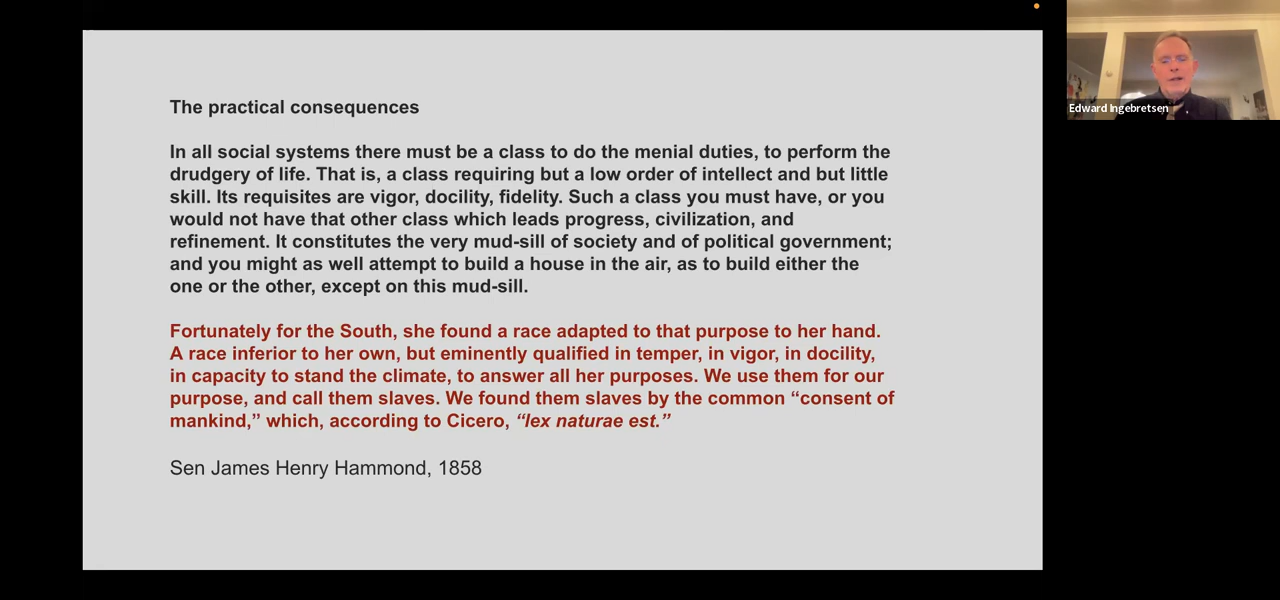 The practical consequences
In all social systems there must be a class to do the menial duties, to perform the
drudgery of life. That is, a class requiring but a low order of intellect and but little
skill. Its requisites are vigor, docility, fidelity. Such a class you must have, or you
would not have that other class which leads progress, civilization, and
refinement. It constitutes the very mud-sill of society and of political government;
and you might as well attempt to build a house in the air, as to build either the
one or the other, except on this mud-sill.
Fortunately for the South, she found a race adapted to that purpose to her hand.
A race inferior to her own, but eminently qualified in temper, in vigor, in docility,
in capacity to stand the climate, to answer all her purposes. We use them for our
purpose, and call them slaves. We found them slaves by the common “consent of
mankind,” which, according to Cicero, “lex naturae est.”
Sen James Henry Hammond, 1858
Edward Ingebretsen